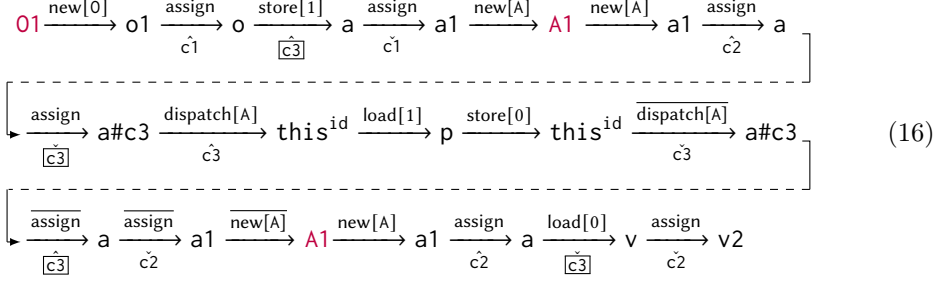 new[0] assign store[1] assign new[A] new[A] assign
O1 → o1 → o → a → a1 → A1 → a1 → a
ĉ1 ĉ3 č1 ĉ2
assign dispatch[A] load[1] store[0] dispatch[A]
→ a#c3 → this^id → p → this^id → a#c3 (16)
č3 ĉ3 č3
assign assign new[A] new[A] assign load[0] assign
→ a → a1 → A1 → a1 → a → v → v2
ĉ3 č2 ĉ2 č3 č2